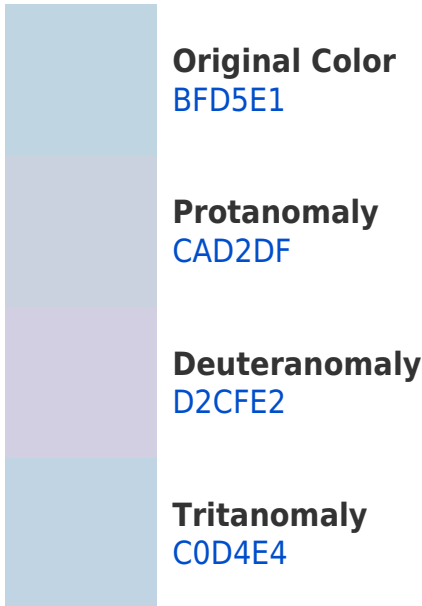 Original Color
BFD5E1
Protanomaly
CAD2DF
Deuteranomaly
D2CFE2
Tritanomaly
C0D4E4